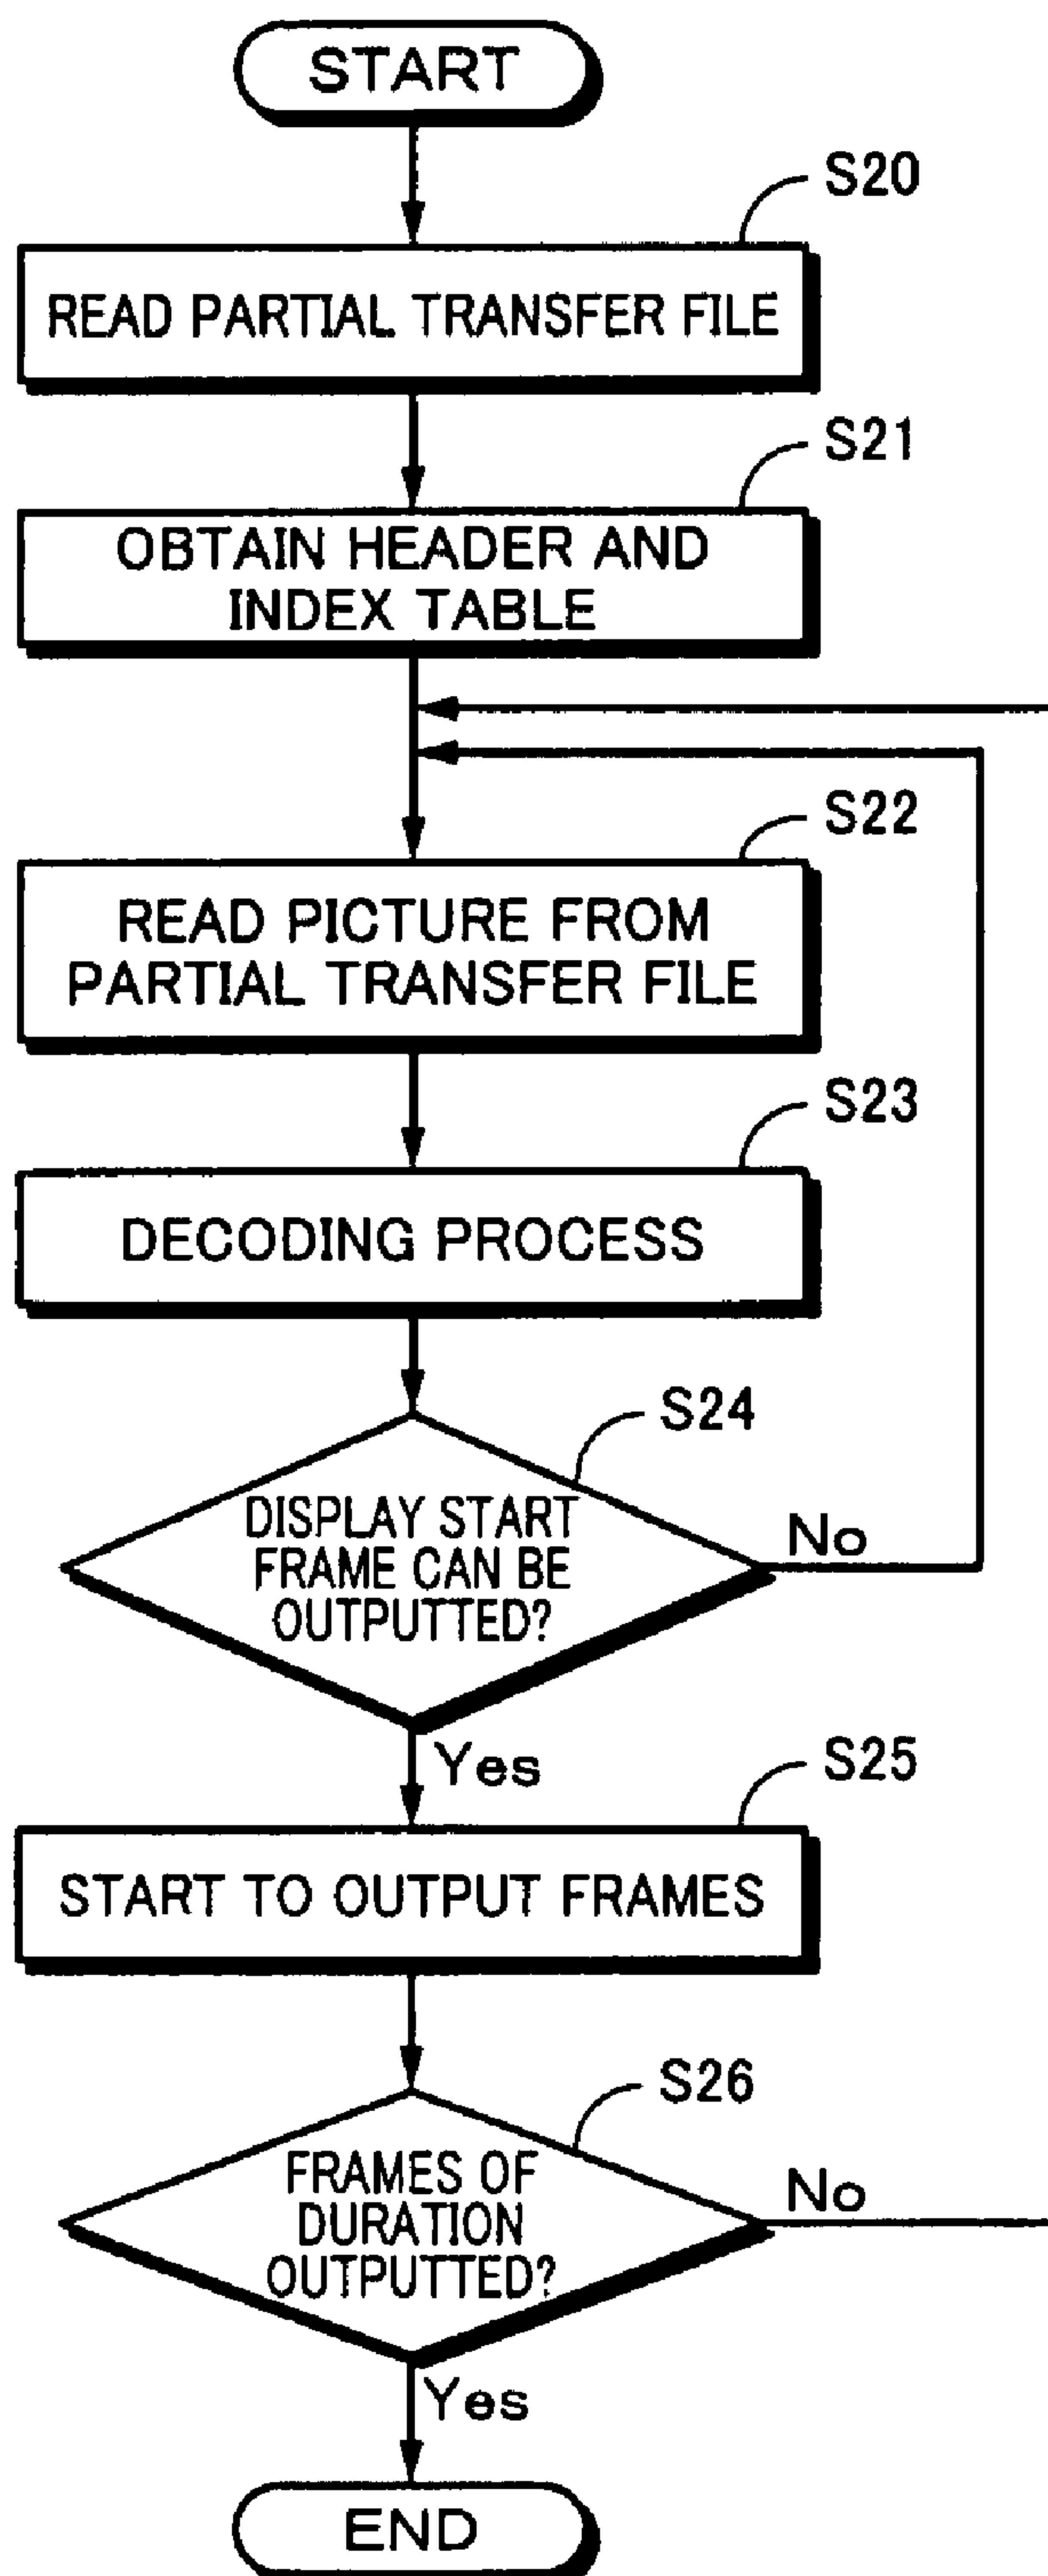 START
S20
READ PARTIAL TRANSFER FILE
S21
OBTAIN HEADER AND
INDEX TABLE
S22
READ PICTURE FROM
PARTIAL TRANSFER FILE
S23
DECODING PROCESS
S24
DISPLAY START
FRAME CAN BE
OUTPUTTED?
No
Yes
S25
START TO OUTPUT FRAMES
S26
FRAMES OF
DURATION
OUTPUTTED?
No
Yes
END